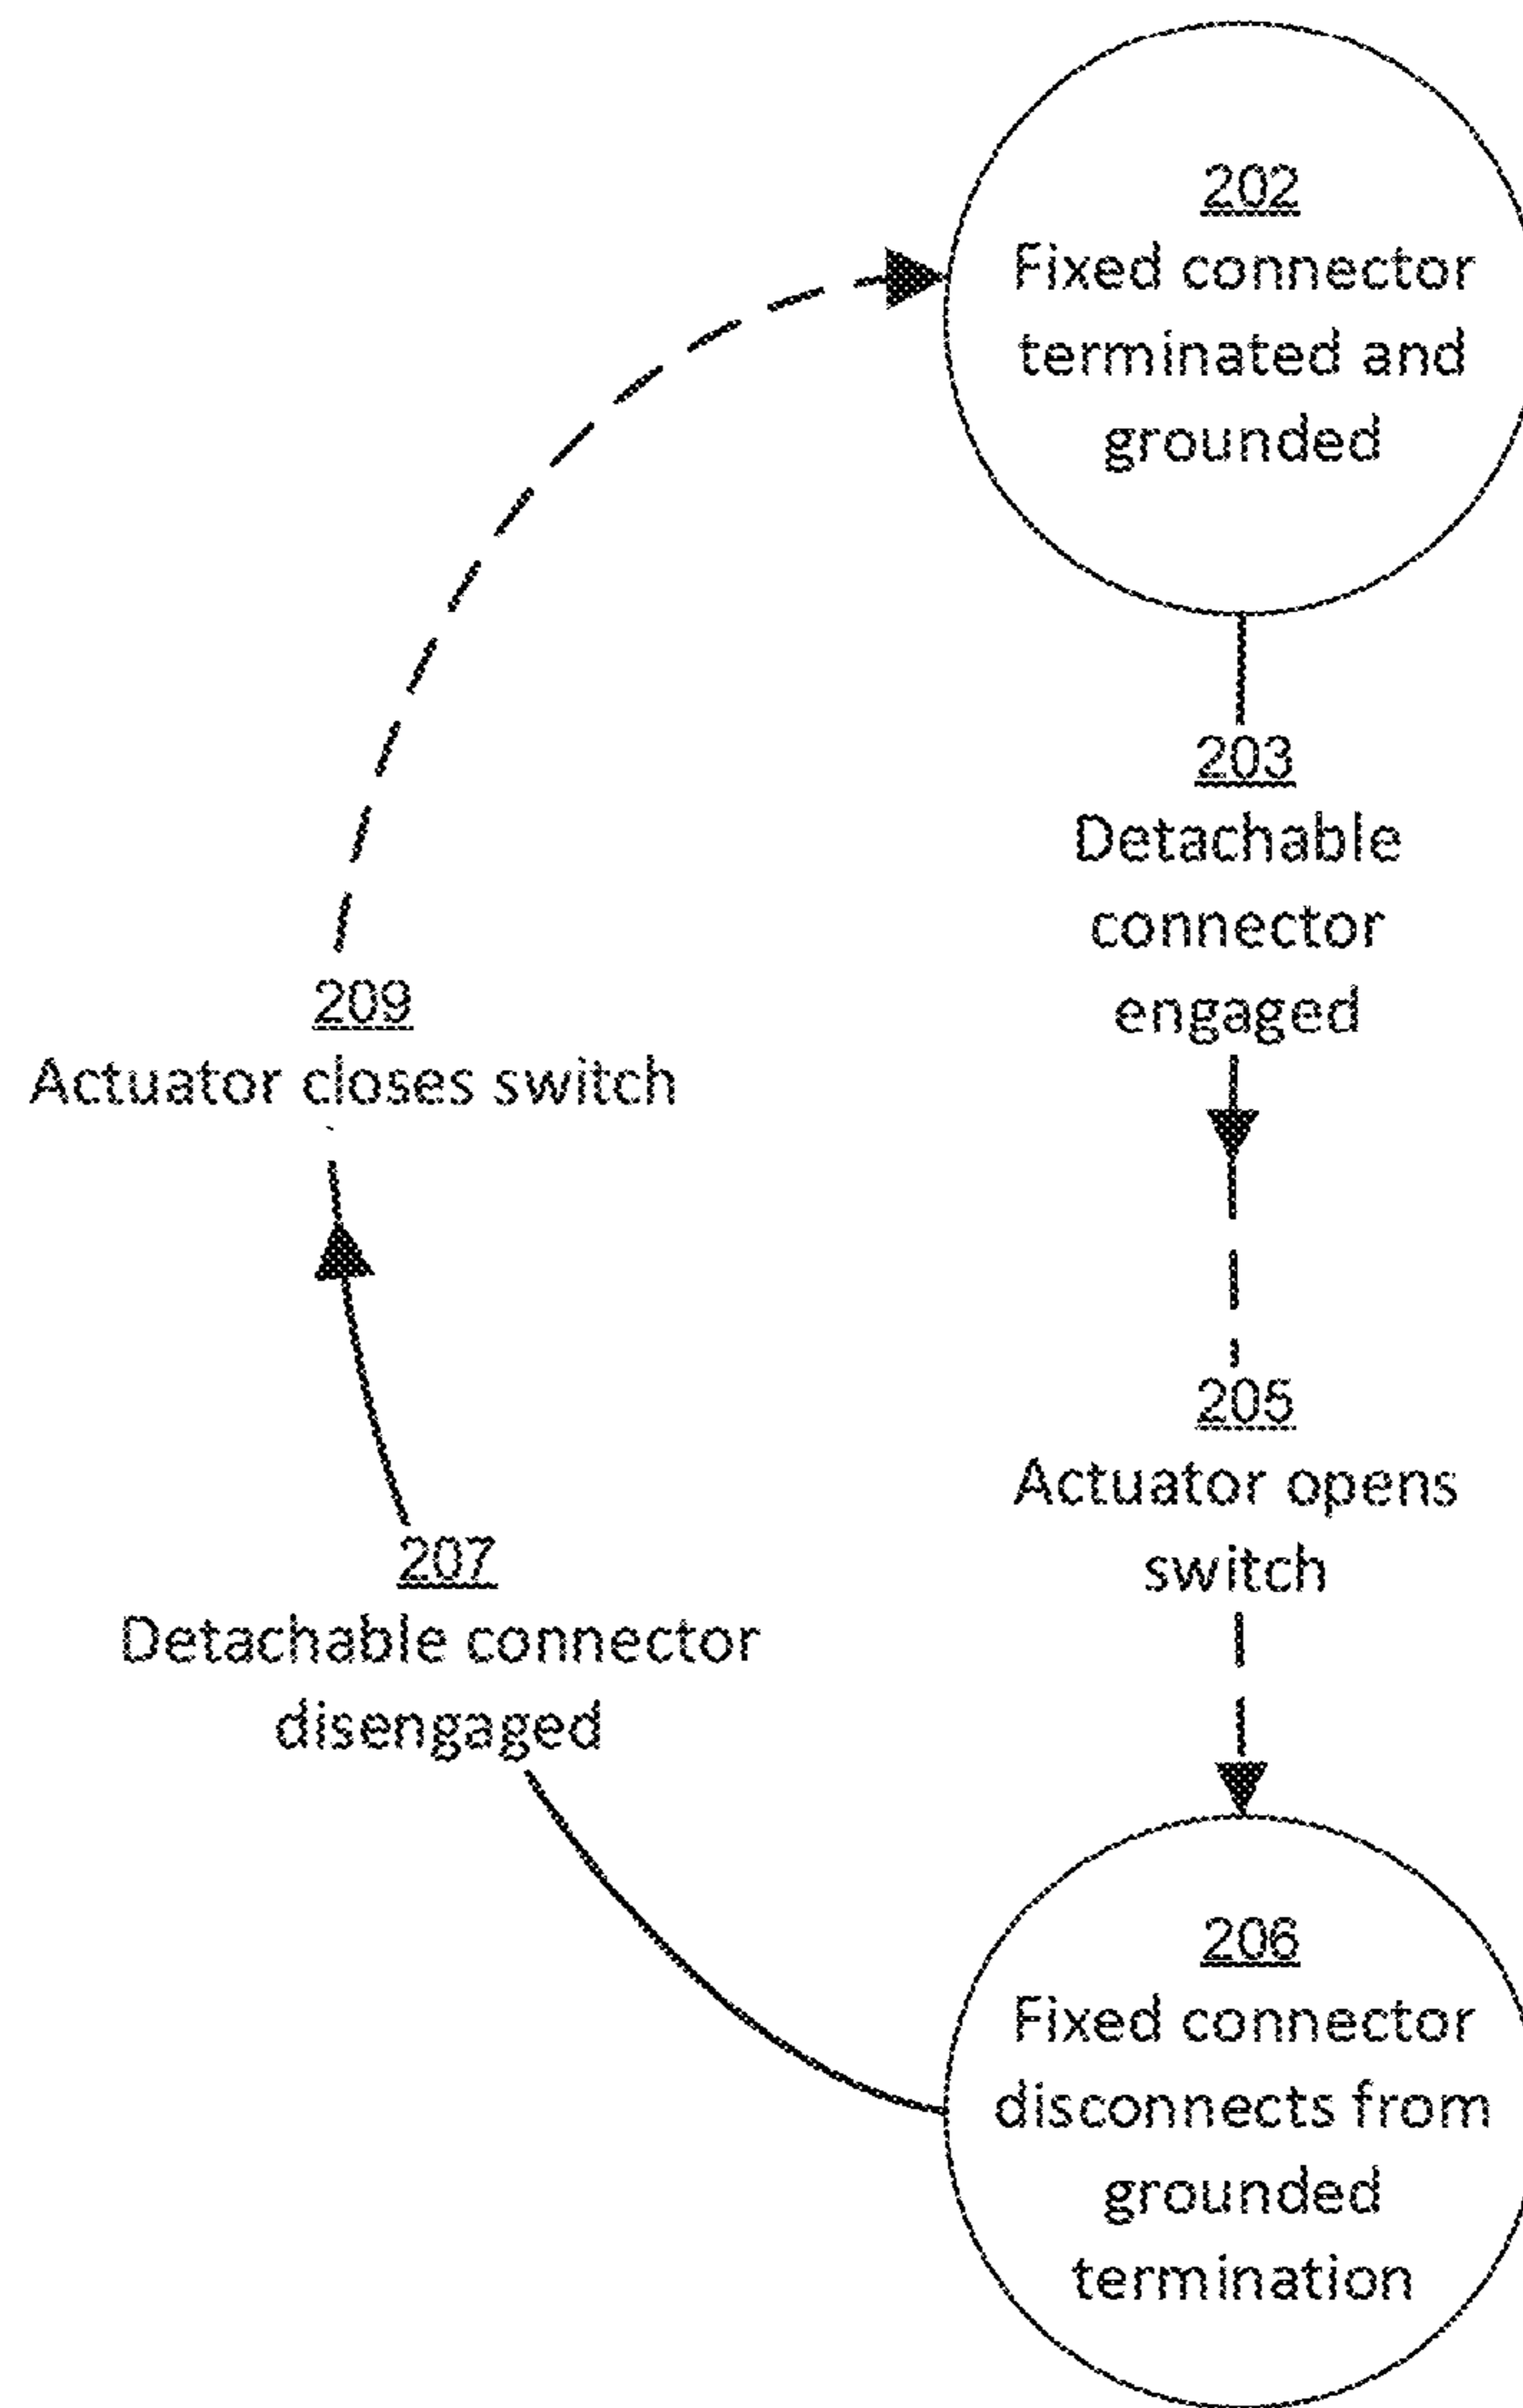 202
Fixed connector
terminated and
grounded
203
Detachable
connector
engaged
209
Actuator closes switch
205
Actuator opens
switch
207
Detachable connector
disengaged
206
Fixed connector
disconnects from
grounded
termination